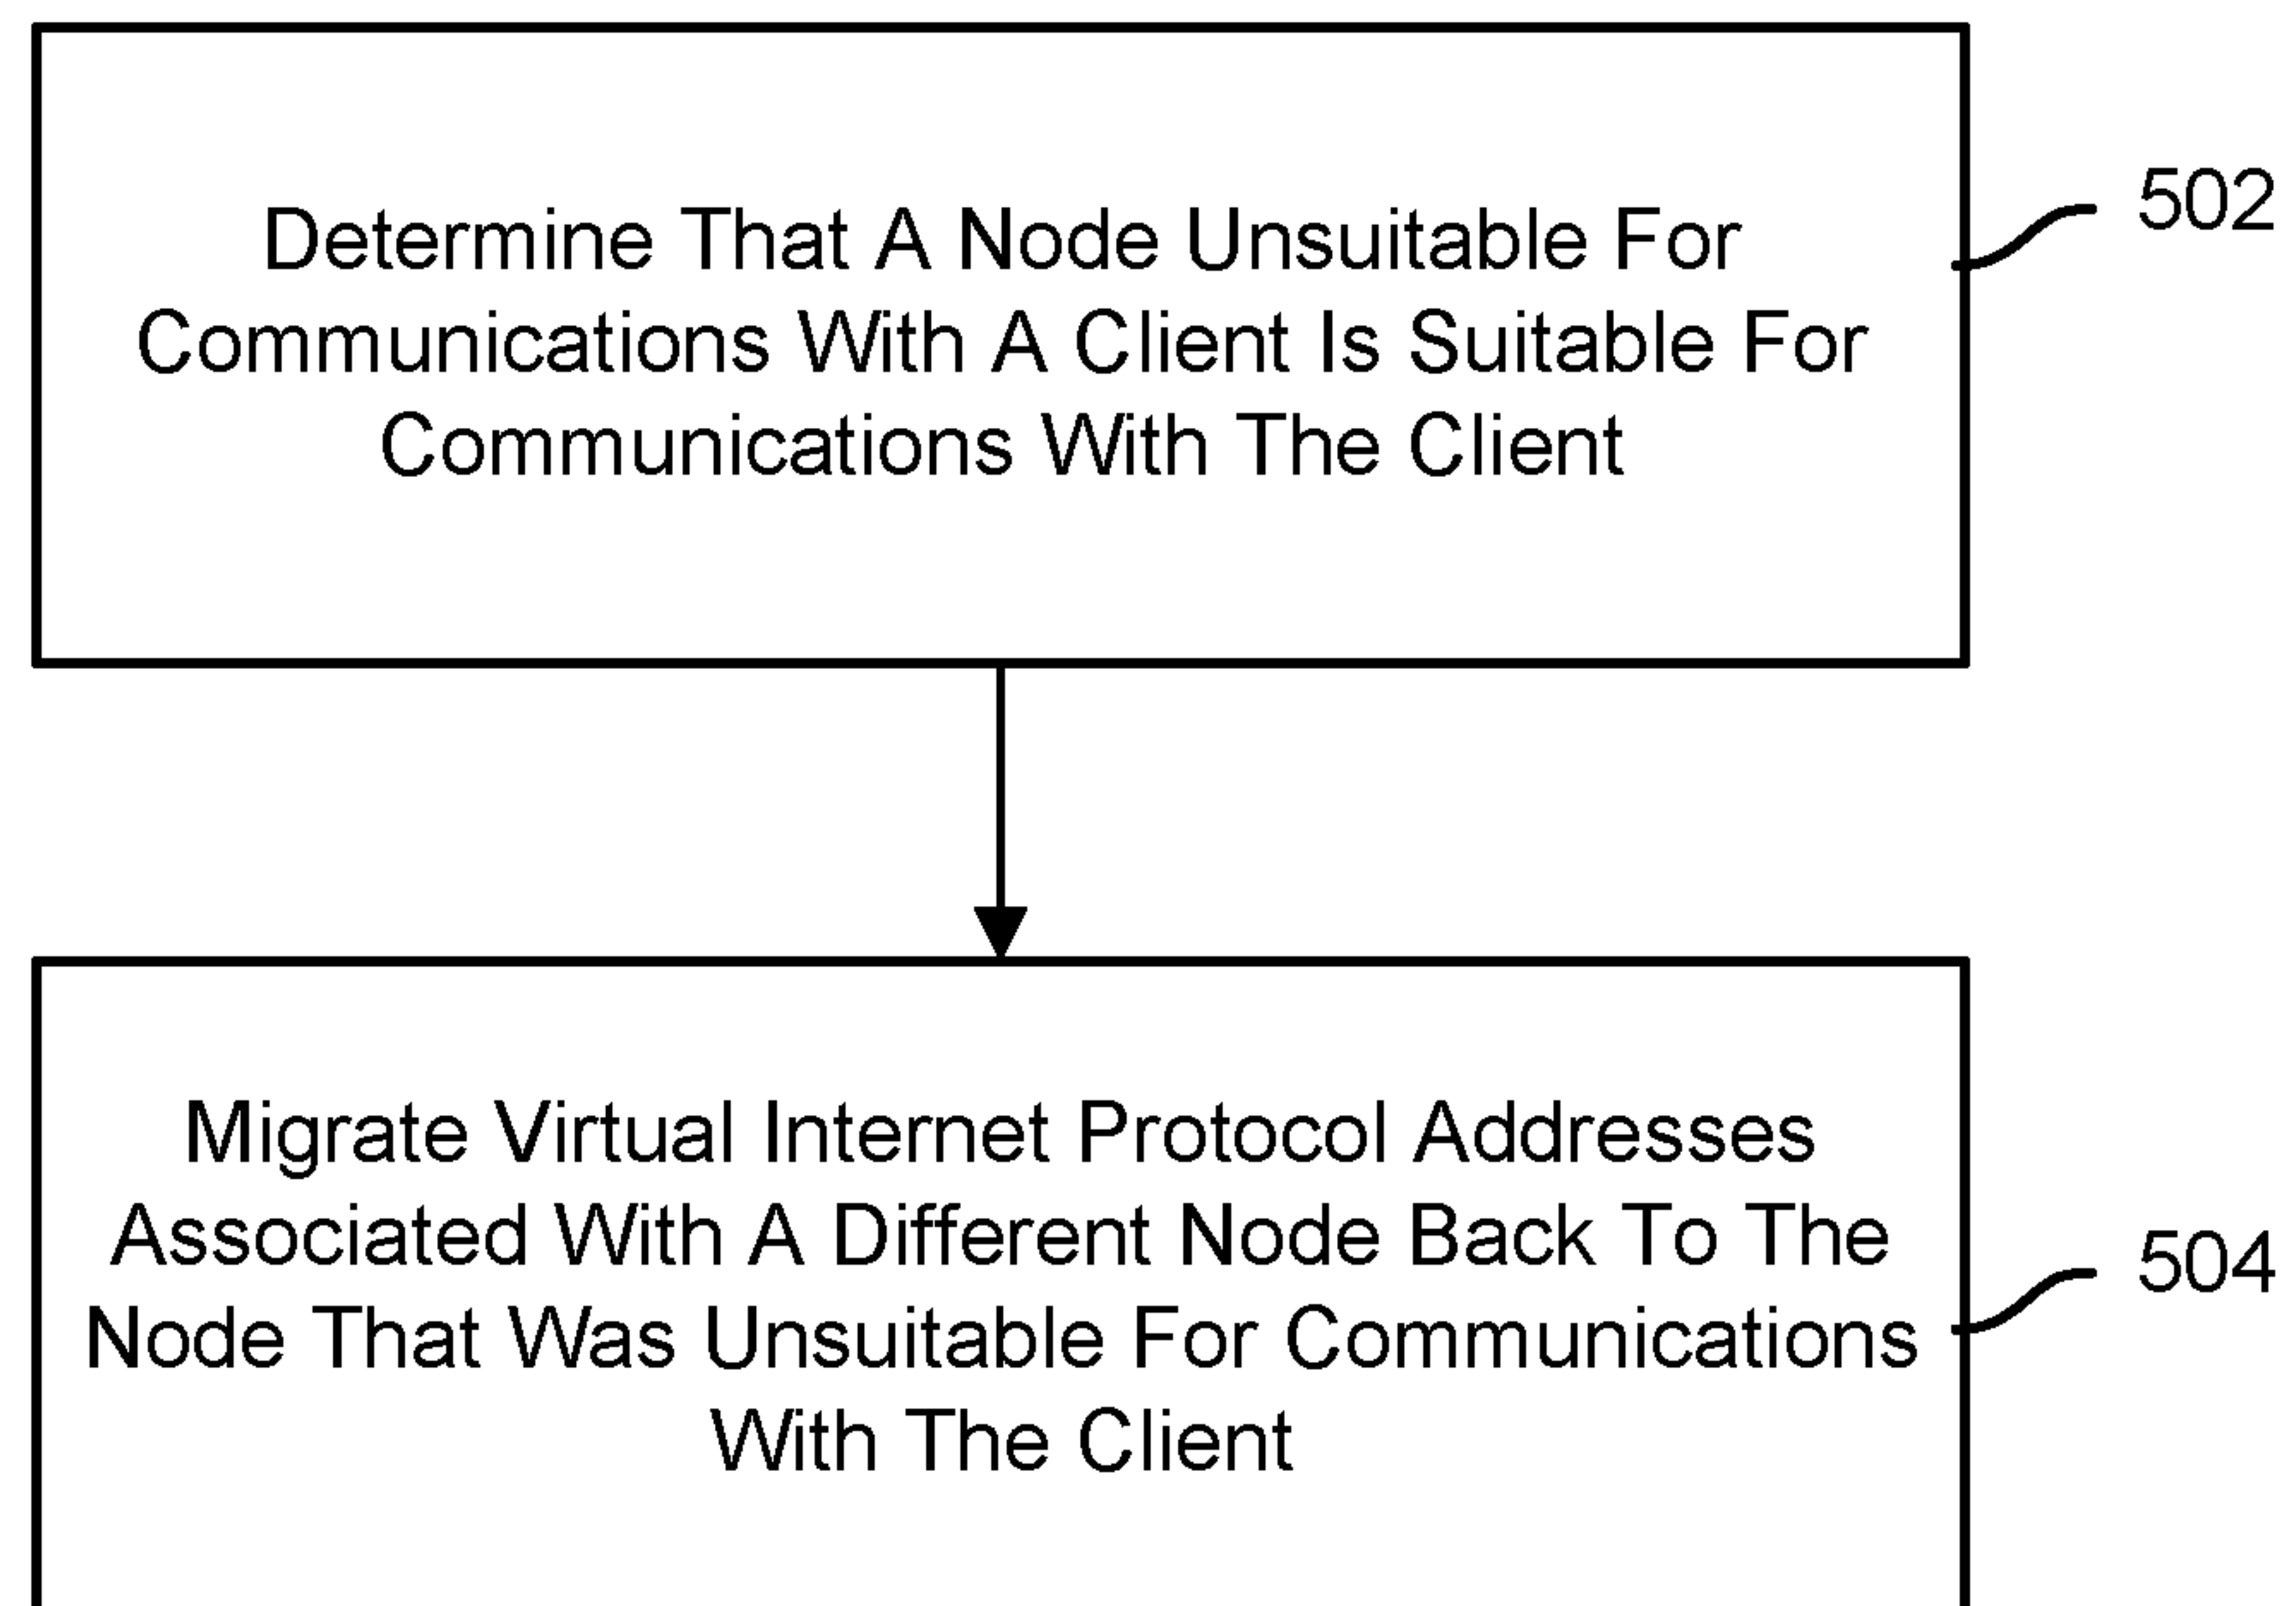 Determine That A Node Unsuitable For
Communications With A Client Is Suitable For
Communications With The Client
502
Migrate Virtual Internet Protocol Addresses
Associated With A Different Node Back To The
Node That Was Unsuitable For Communications
With The Client
504